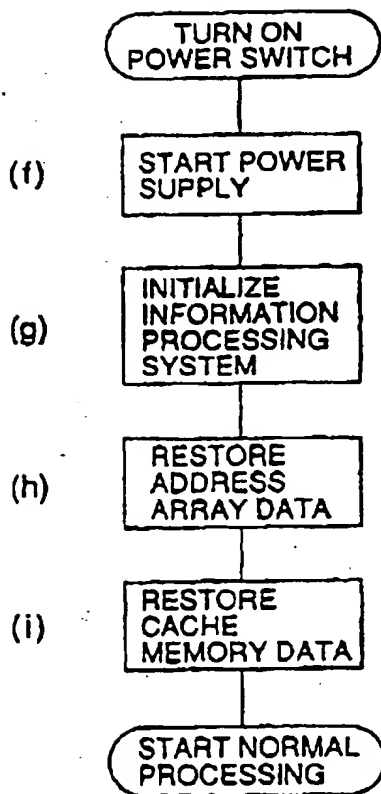 TURN ON
POWER SWITCH
(f)
START POWER
SUPPLY
(g)
INITIALIZE
INFORMATION
PROCESSING
SYSTEM
(h)
RESTORE
ADDRESS
ARRAY DATA
(i)
RESTORE
CACHE
MEMORY DATA
START NORMAL
PROCESSING